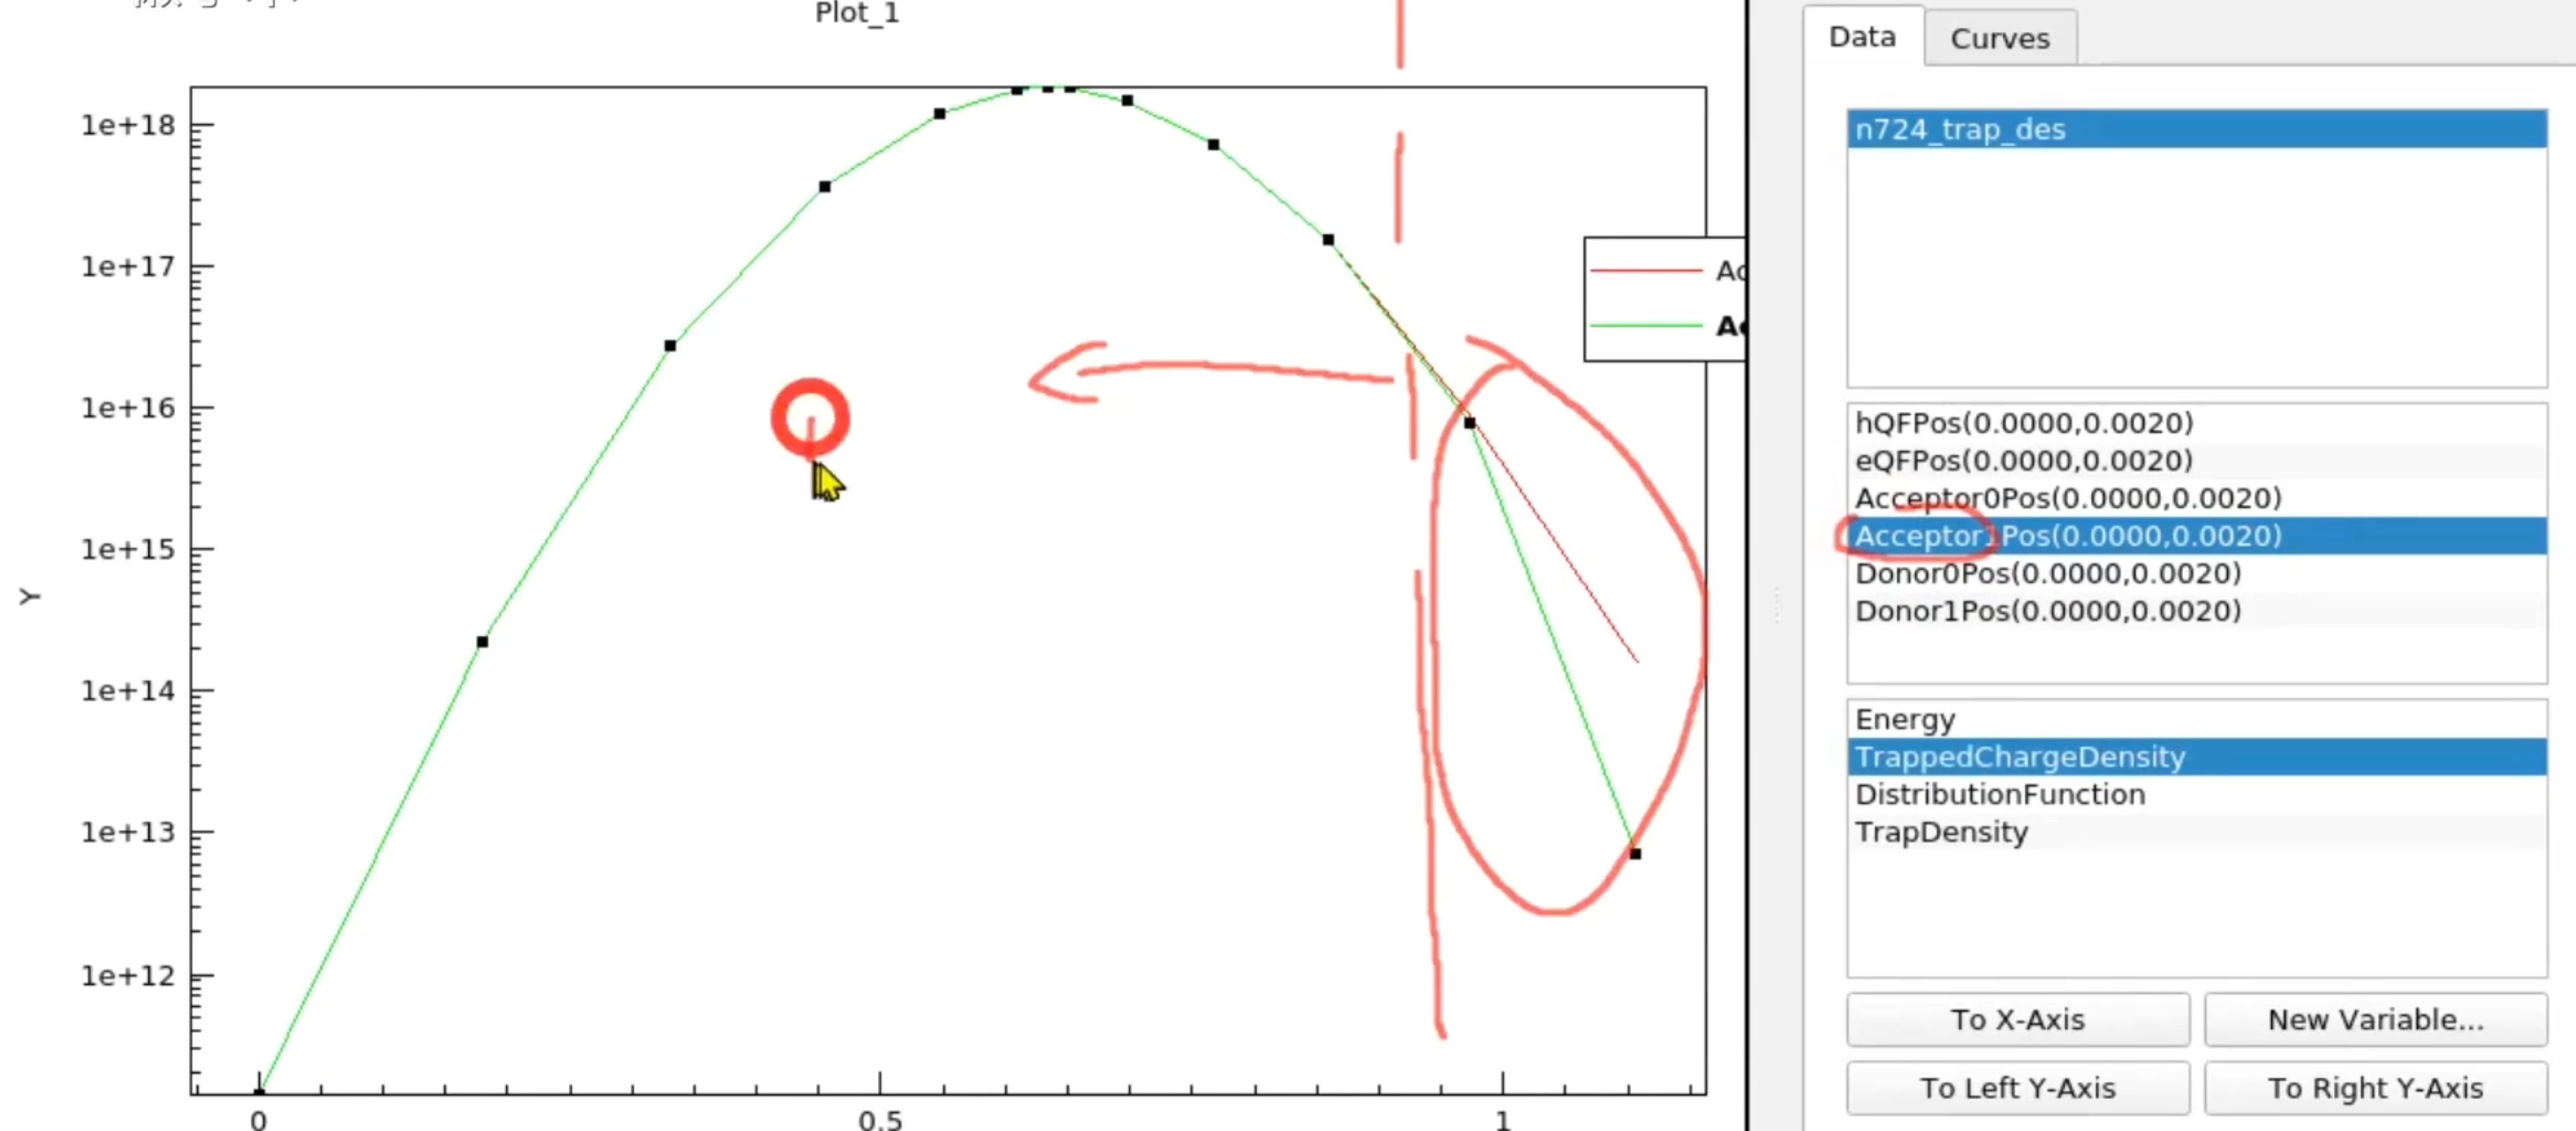 Plot_1
Data
Curves
n724_trap_des
1e+18
1e+17
1e+16
1e+15
1e+14
1e+13
1e+12
Y
0
0.5
1
hQFPos(0.0000,0.0020)
eQFPos(0.0000,0.0020)
Acceptor0Pos(0.0000,0.0020)
Acceptor1Pos(0.0000,0.0020)
Donor0Pos(0.0000,0.0020)
Donor1Pos(0.0000,0.0020)
Energy
TrappedChargeDensity
DistributionFunction
TrapDensity
To X-Axis
New Variable...
To Left Y-Axis
To Right Y-Axis